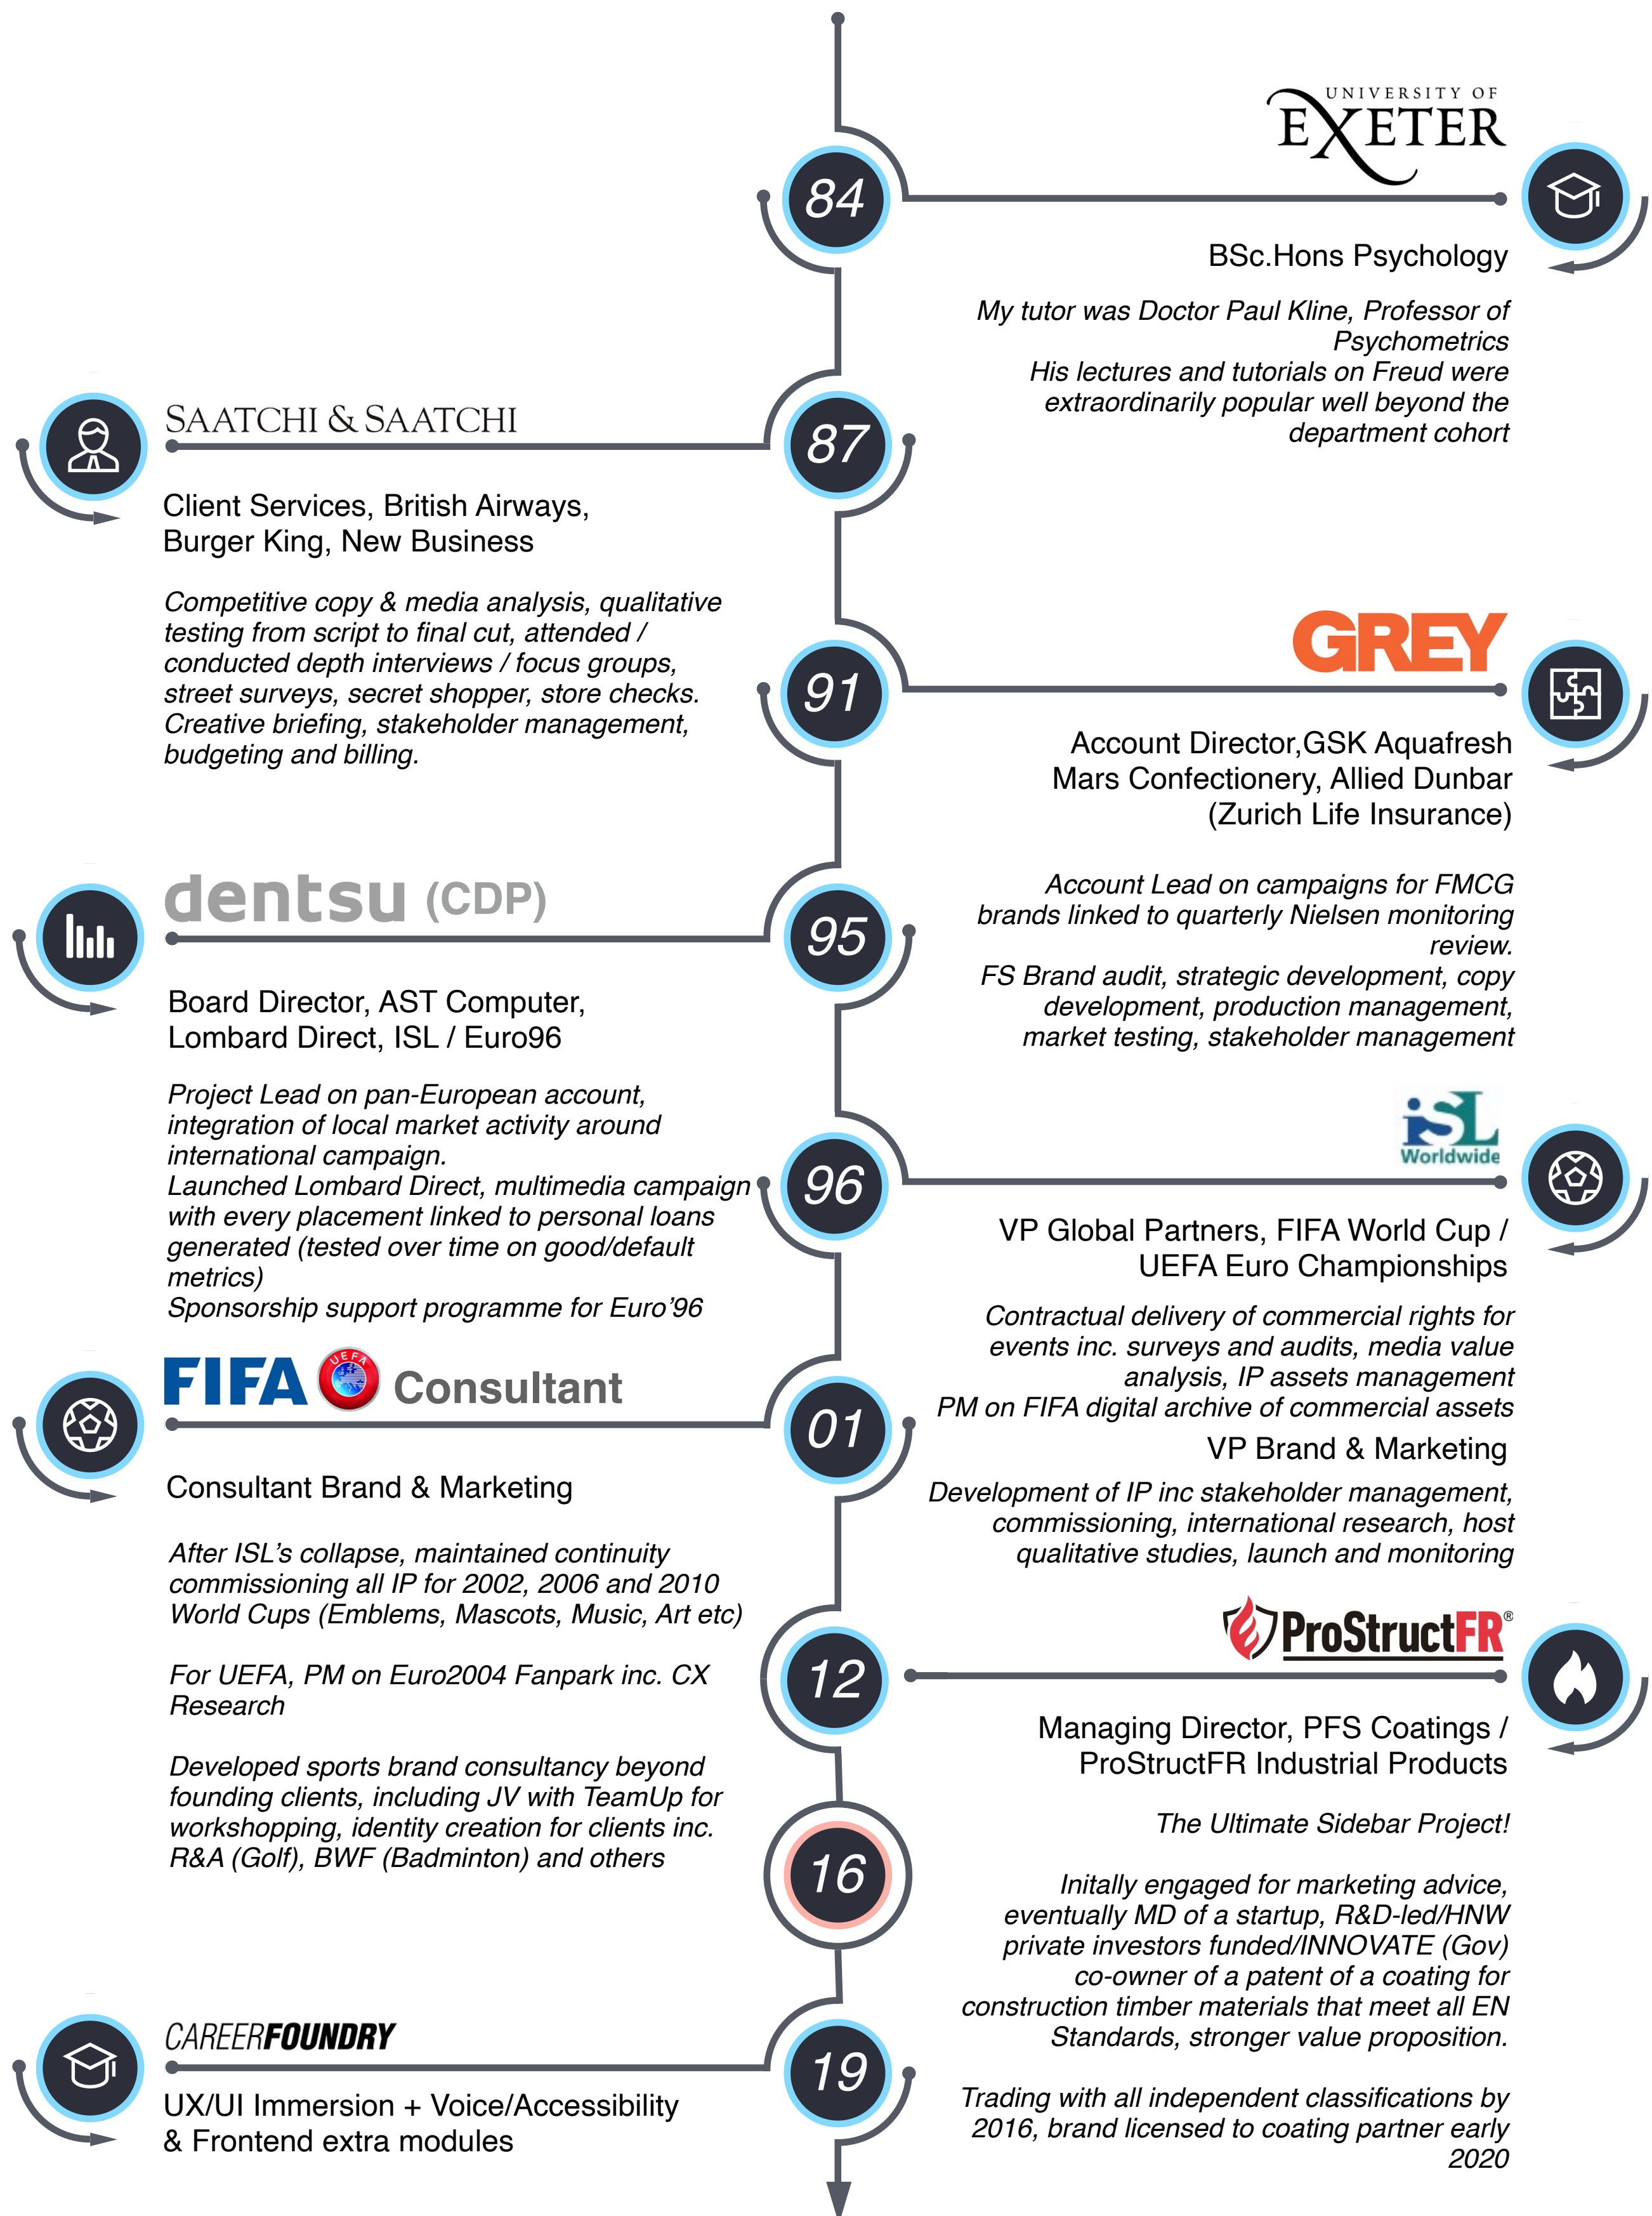 UNIVERSITY OF
EXETER
84
BSc.Hons Psychology
My tutor was Doctor Paul Kline, Professor of
Psychometrics
His lectures and tutorials on Freud were
extraordinarily popular well beyond the
department cohort
SAATCHI & SAATCHI
87
Client Services, British Airways,
Burger King, New Business
Competitive copy & media analysis, qualitative
testing from script to final cut, attended /
conducted depth interviews / focus groups,
street surveys, secret shopper, store checks.
Creative briefing, stakeholder management,
budgeting and billing.
GREY
91
Account Director,GSK Aquafresh
Mars Confectionery, Allied Dunbar
(Zurich Life Insurance)
Account Lead on campaigns for FMCG
brands linked to quarterly Nielsen monitoring
review.
FS Brand audit, strategic development, copy
development, production management,
market testing, stakeholder management
dentsu (CDP)
95
Board Director, AST Computer,
Lombard Direct, ISL / Euro96
Project Lead on pan-European account,
integration of local market activity around
international campaign.
Launched Lombard Direct, multimedia campaign
with every placement linked to personal loans
generated (tested over time on good/default
metrics)
Sponsorship support programme for Euro’96
iSL
Worldwide
96
VP Global Partners, FIFA World Cup /
UEFA Euro Championships
Contractual delivery of commercial rights for
events inc. surveys and audits, media value
analysis, IP assets management
PM on FIFA digital archive of commercial assets
VP Brand & Marketing
Development of IP inc stakeholder management,
commissioning, international research, host
qualitative studies, launch and monitoring
FIFA UEFA Consultant
01
Consultant Brand & Marketing
After ISL’s collapse, maintained continuity
commissioning all IP for 2002, 2006 and 2010
World Cups (Emblems, Mascots, Music, Art etc)
For UEFA, PM on Euro2004 Fanpark inc. CX
Research
Developed sports brand consultancy beyond
founding clients, including JV with TeamUp for
workshopping, identity creation for clients inc.
R&A (Golf), BWF (Badminton) and others
ProStructFR®
12
Managing Director, PFS Coatings /
ProStructFR Industrial Products
The Ultimate Sidebar Project!
Initally engaged for marketing advice,
eventually MD of a startup, R&D-led/HNW
private investors funded/INNOVATE (Gov)
co-owner of a patent of a coating for
construction timber materials that meet all EN
Standards, stronger value proposition.
Trading with all independent classifications by
2016, brand licensed to coating partner early
2020
16
CAREERFOUNDRY
19
UX/UI Immersion + Voice/Accessibility
& Frontend extra modules